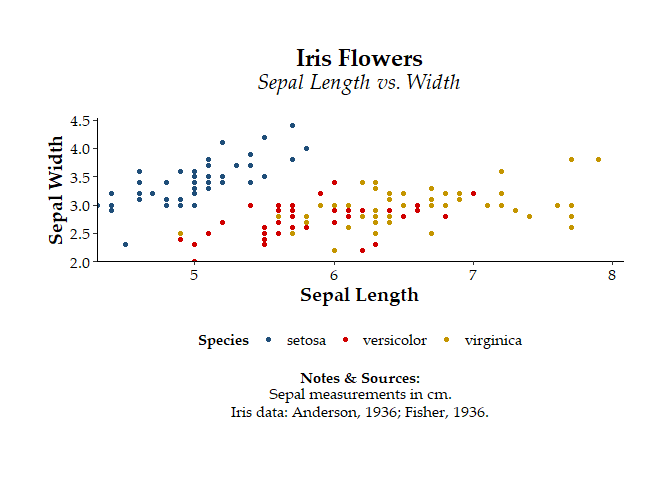 Iris Flowers
Sepal Length vs. Width
Sepal Width
4.5
4.0
3.5
3.0
2.5
2.0
5 6 7 8
Sepal Length
Species setosa versicolor virginica
Notes & Sources:
Sepal measurements in cm.
Iris data: Anderson, 1936; Fisher, 1936.